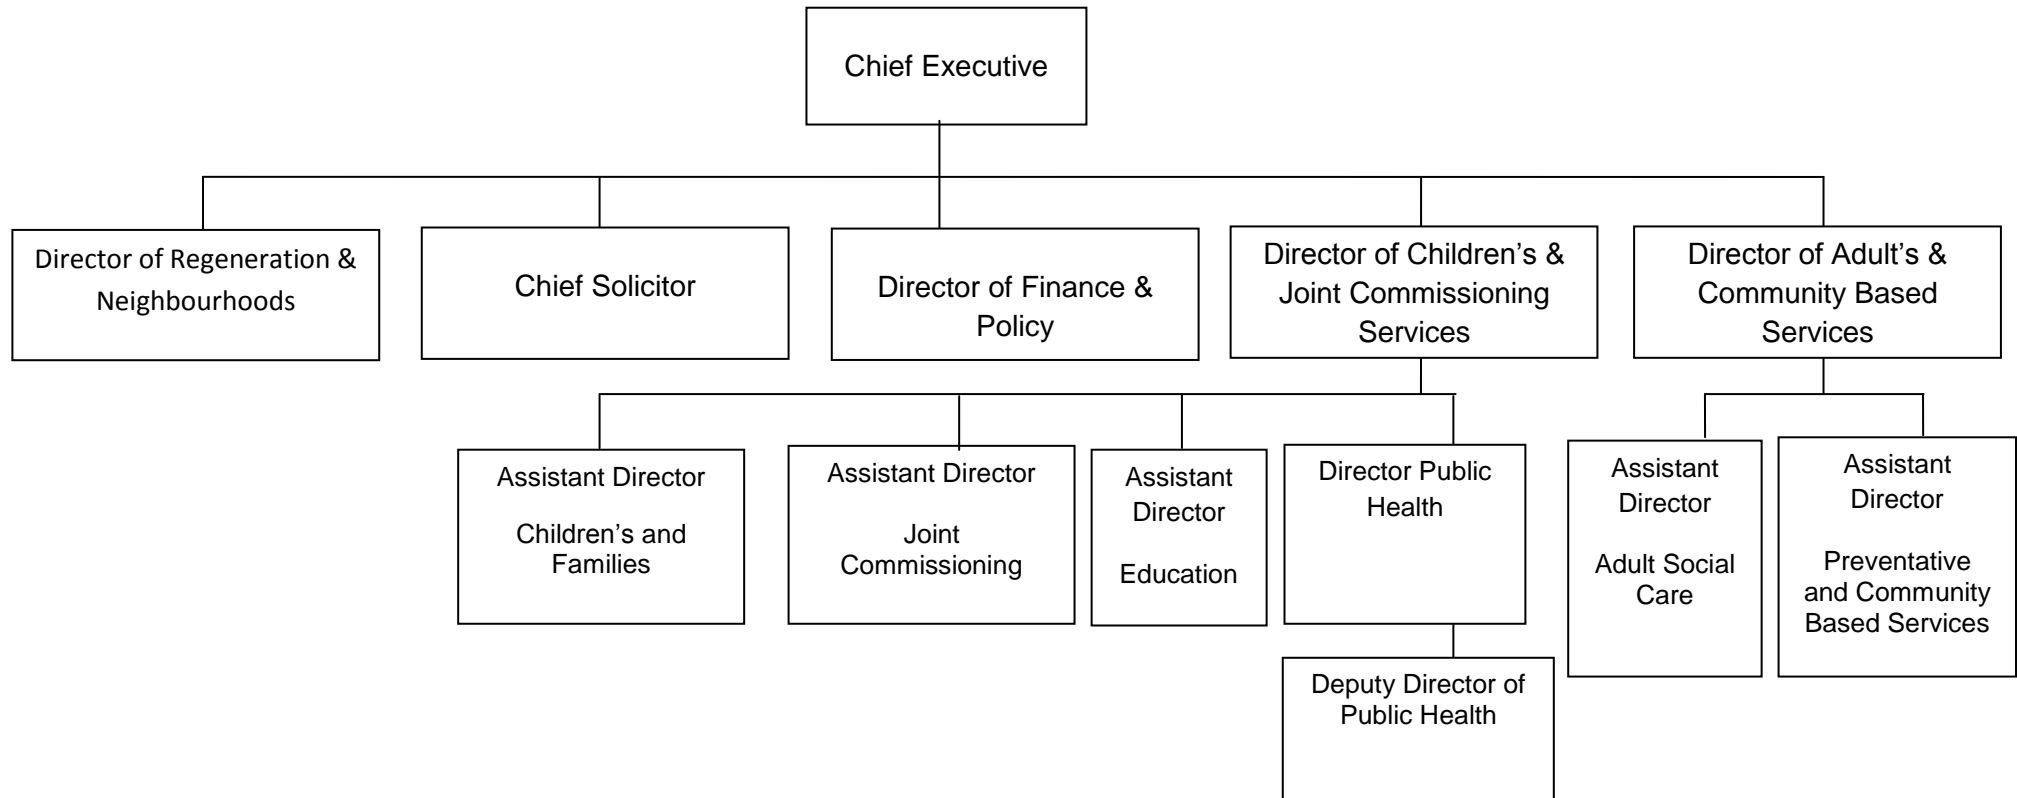 Chief Executive
Director of Regeneration &
Neighbourhoods
Chief Solicitor
Director of Finance &
Policy
Director of Children’s &
Joint Commissioning
Services
Director of Adult’s &
Community Based
Services
Assistant Director
Children’s and
Families
Assistant Director
Joint
Commissioning
Assistant
Director
Education
Director Public
Health
Assistant
Director
Adult Social
Care
Assistant
Director
Preventative
and Community
Based Services
Deputy Director of
Public Health